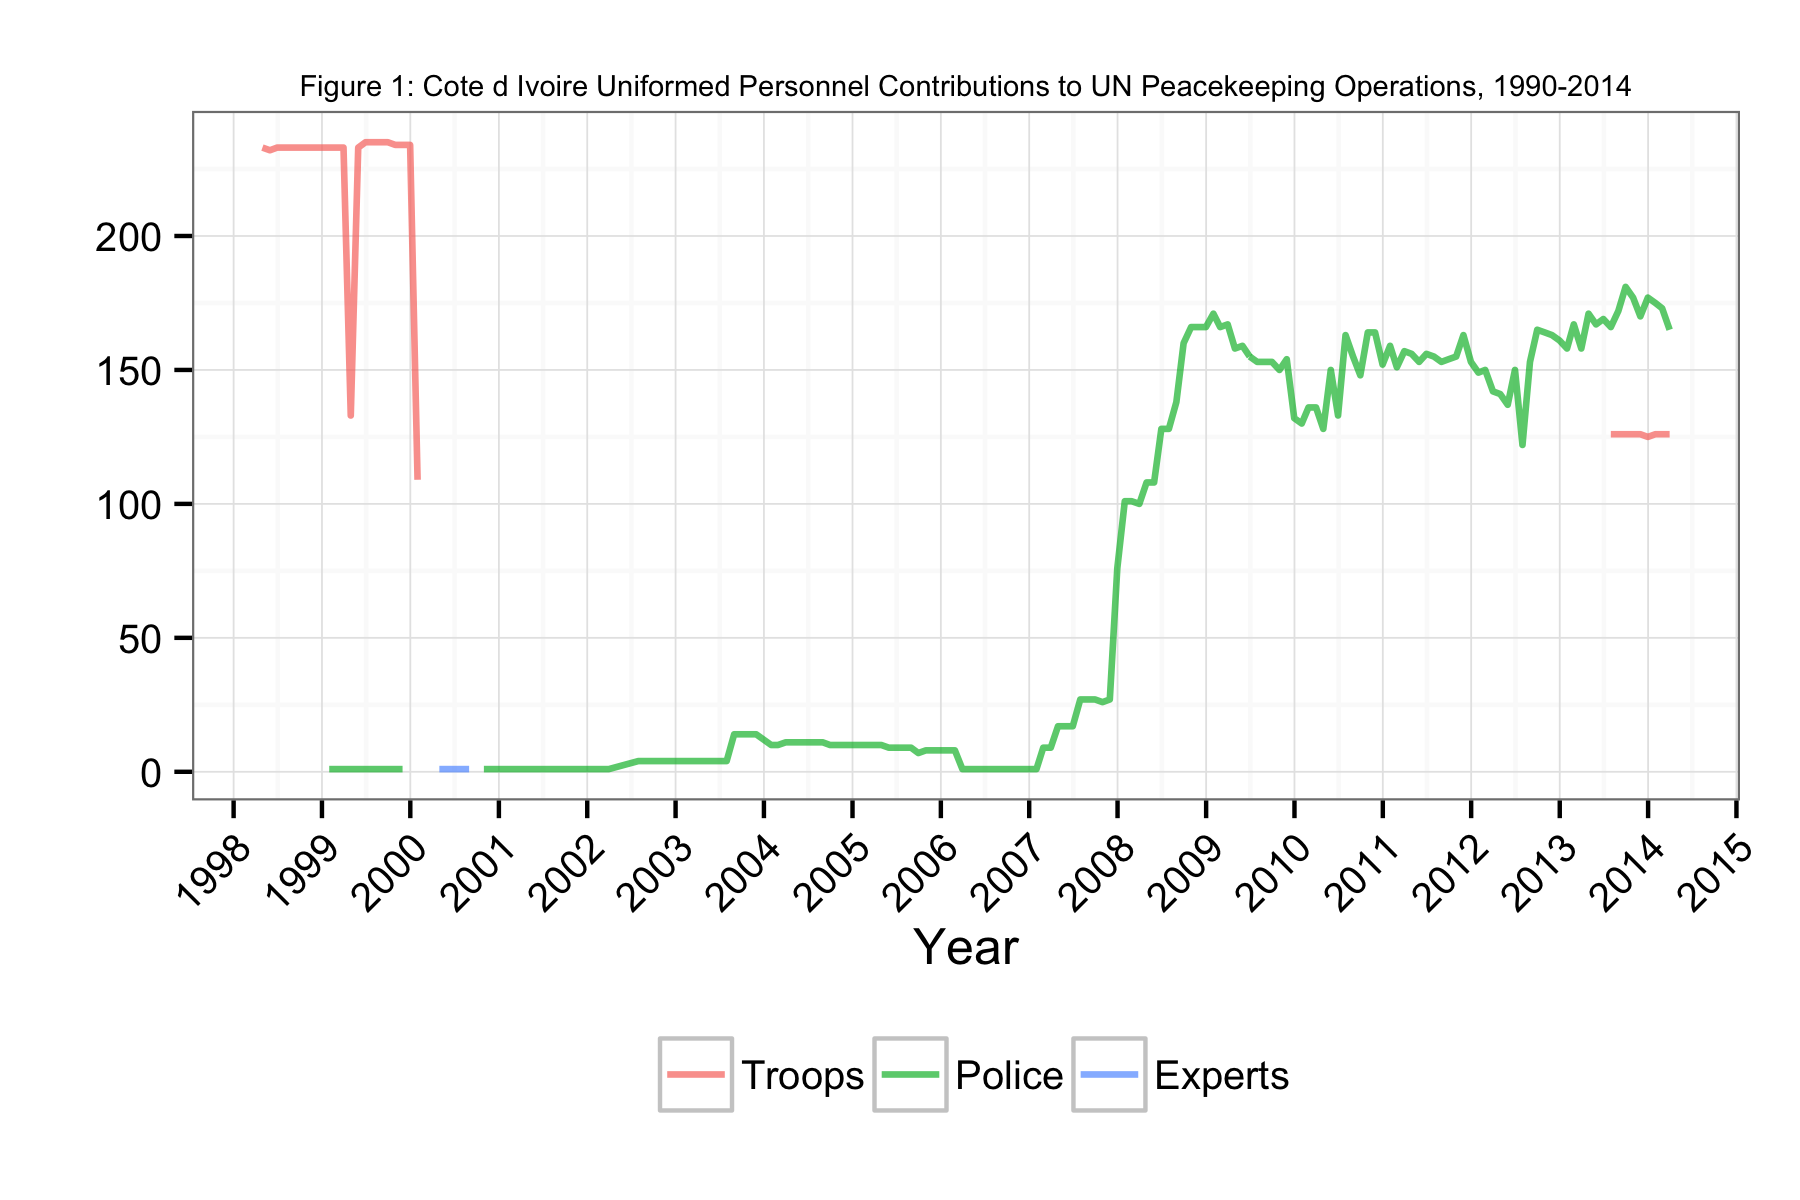 Figure 1: Cote d Ivoire Uniformed Personnel Contributions to UN Peacekeeping Operations, 1990-2014
200
150
100
50
0
1998 1999 2000 2001 2002 2003 2004 2005 2006 2007 2008 2009 2010 2011 2012 2013 2014 2015
Year
Troops Police Experts